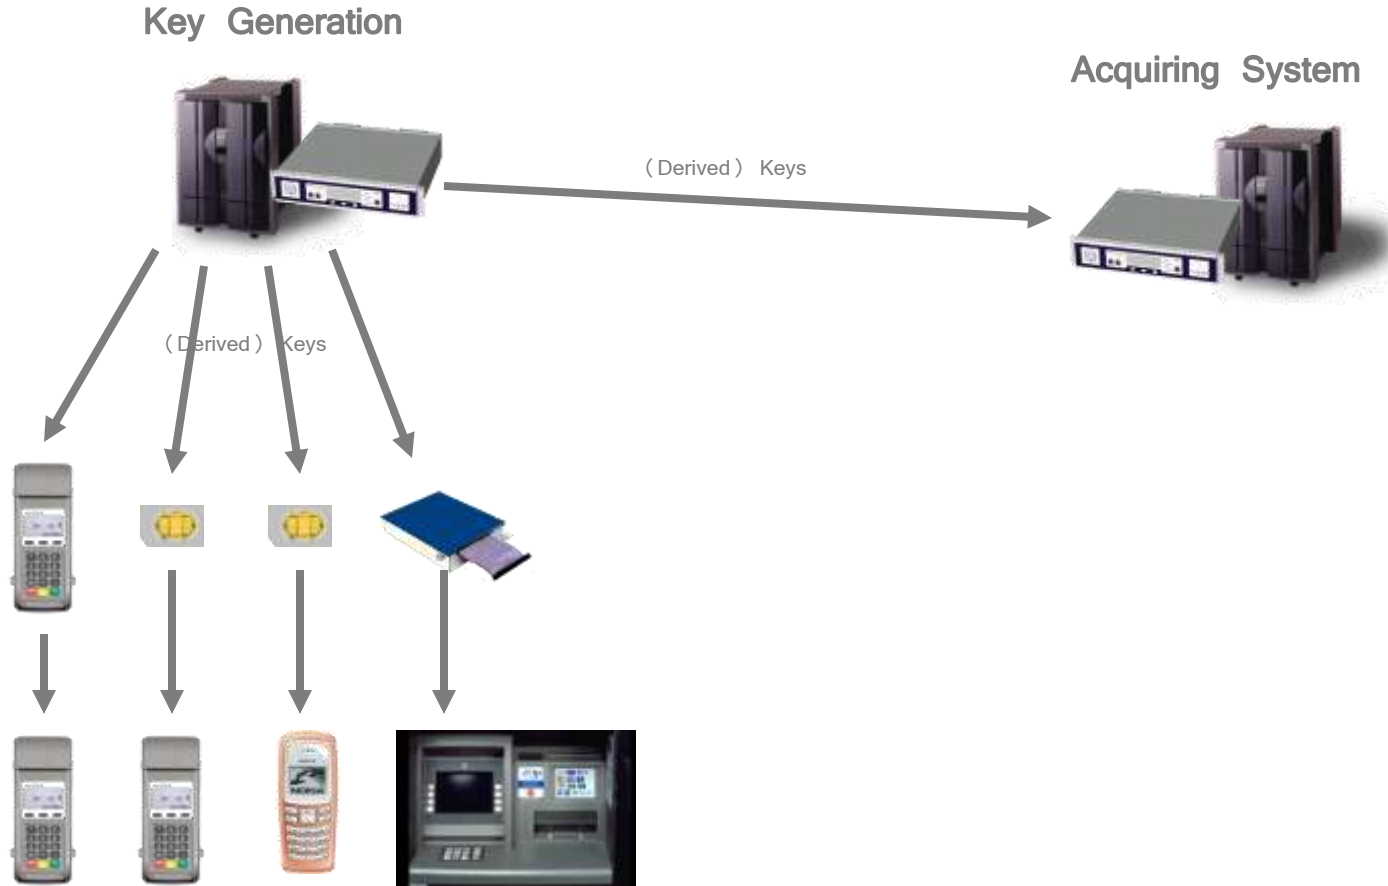 Key Generation
Acquiring System
（Derived） Keys
（Derived） Keys
NOKIA